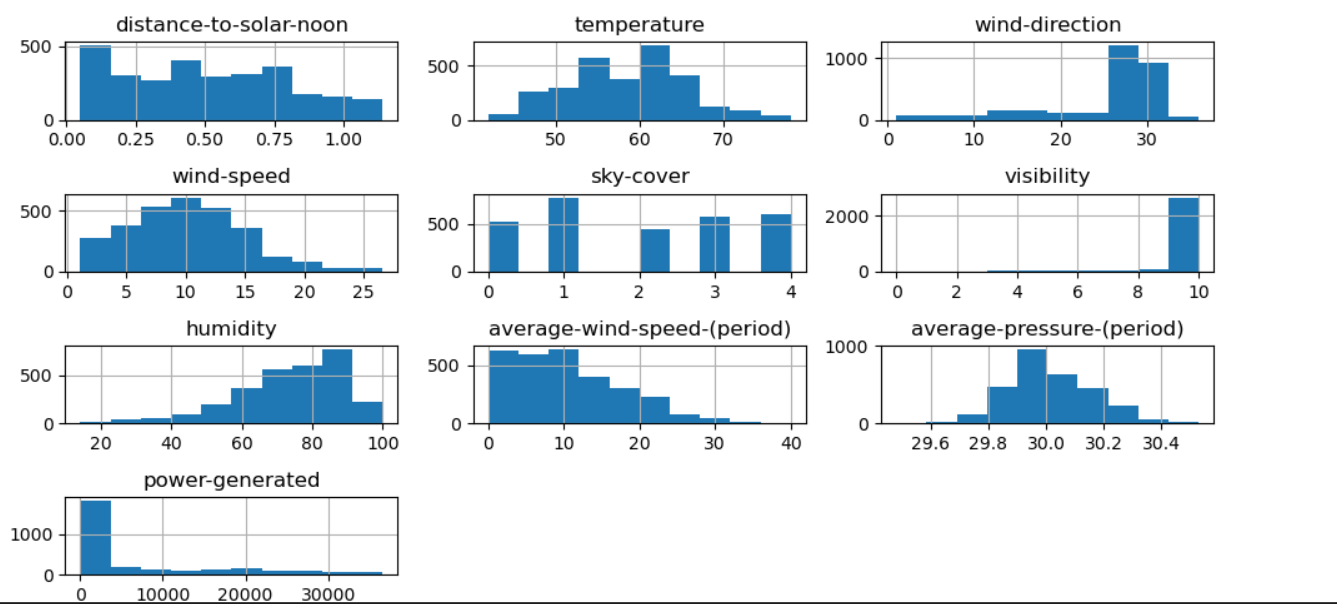 distance-to-solar-noon temperature wind-direction
500
0
0.00 0.25 0.50 0.75 1.00
500
0
50 60 70
1000
0
0 10 20 30
wind-speed sky-cover visibility
500
0
0 5 10 15 20 25
500
0
0 1 2 3 4
2000
0
0 2 4 6 8 10
humidity average-wind-speed-(period) average-pressure-(period)
500
0
20 40 60 80 100
500
0
0 10 20 30 40
1000
0
29.6 29.8 30.0 30.2 30.4
power-generated
1000
0
0 10000 20000 30000